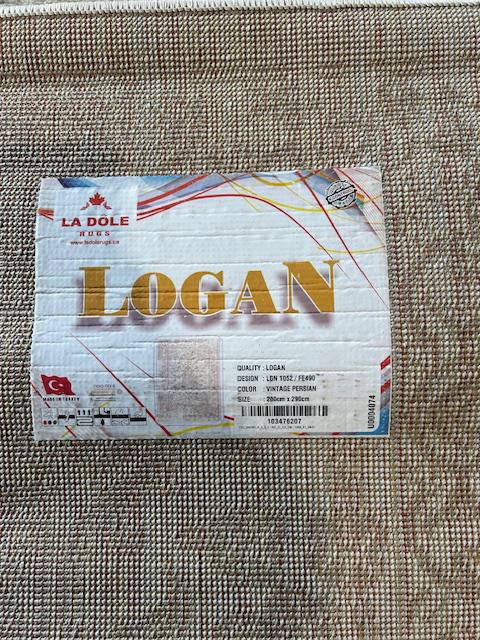 LA DÔLE
RUGS
www.ladolerugs.ca
LOGAN
QUALITY : LOGAN
DESIGN : LGN 1052 / FE490
COLOR : VINTAGE PERSIAN
SIZE : 200cm x 290cm
103476207
U0004074
MADE IN TURKEY